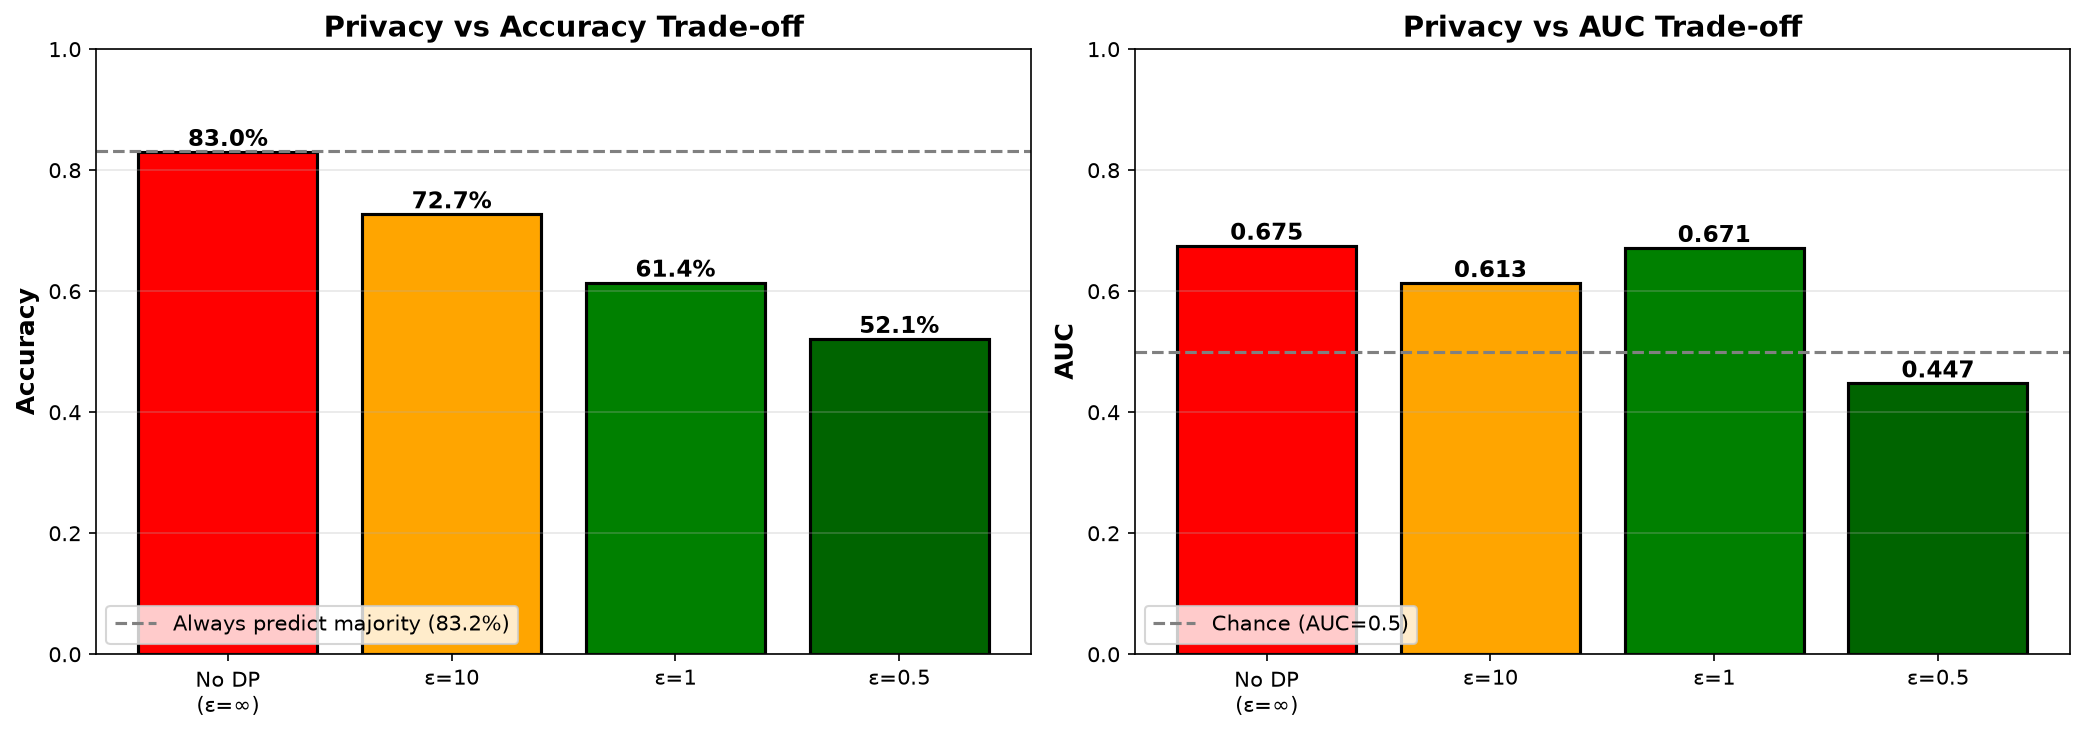 Privacy vs Accuracy Trade-off
Accuracy
1.0
0.8
0.6
0.4
0.2
0.0
83.0%
72.7%
61.4%
52.1%
Always predict majority (83.2%)
No DP
(ε=∞)
ε=10
ε=1
ε=0.5
Privacy vs AUC Trade-off
AUC
1.0
0.8
0.6
0.4
0.2
0.0
0.675
0.613
0.671
0.447
Chance (AUC=0.5)
No DP
(ε=∞)
ε=10
ε=1
ε=0.5